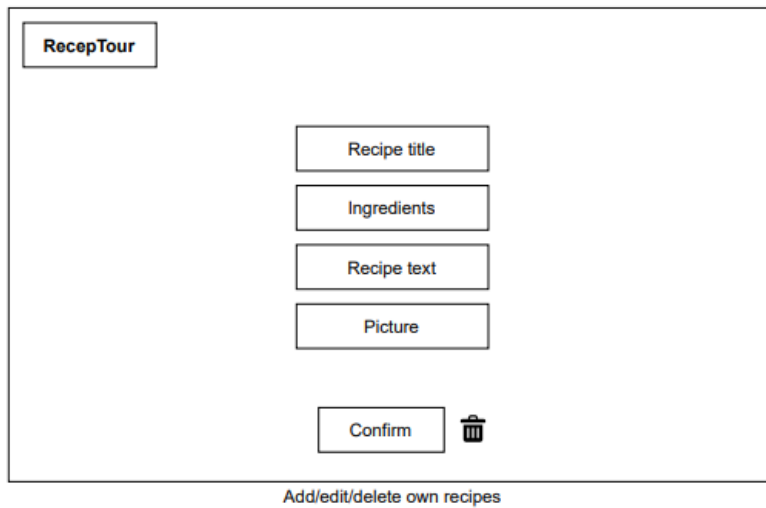 RecepTour
Recipe title
Ingredients
Recipe text
Picture
Confirm
Add/edit/delete own recipes